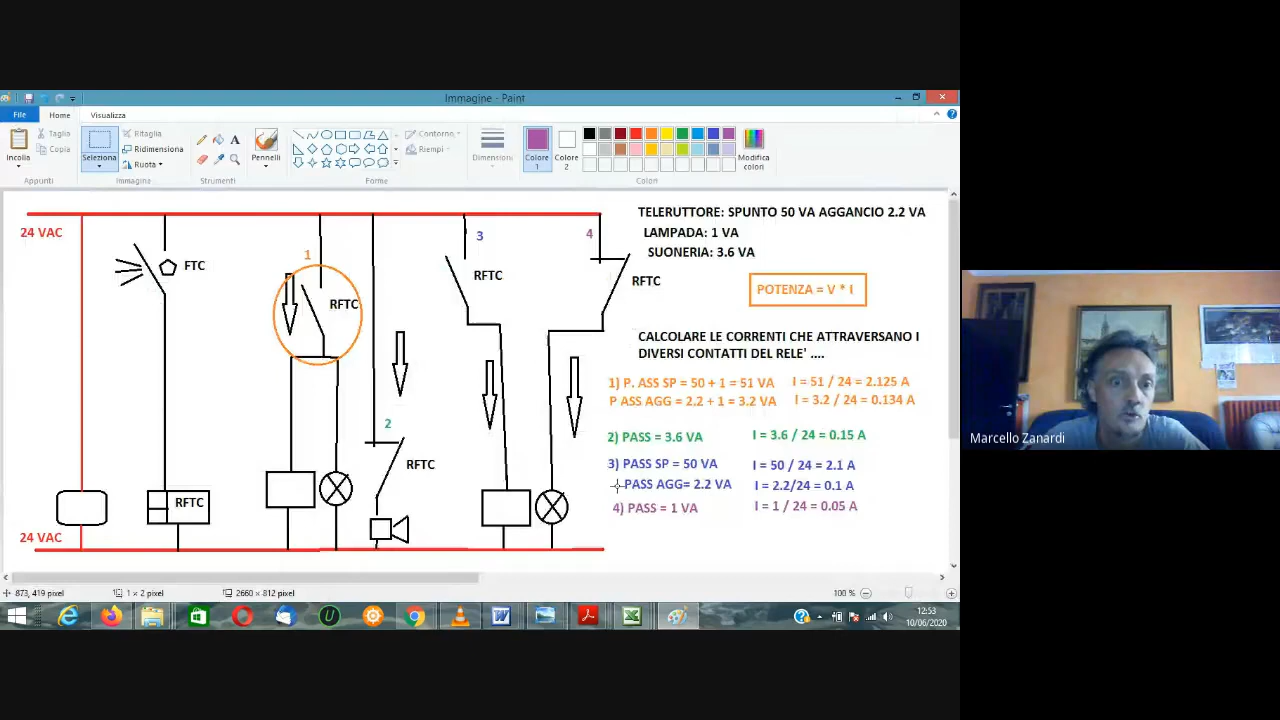 Immagine - Paint
File
Home
Visualizza
Incolla
Taglia
Copia
Appunti
Seleziona
Ritaglia
Ridimensiona
Ruota
Immagine
A
Strumenti
Pennelli
Contorno
Riempi
Forme
Dimensioni
Colore 1
Colore 2
Modifica colori
Colori
24 VAC
FTC
1
RFTC
3
RFTC
4
RFTC
TELERUTTORE: SPUNTO 50 VA AGGANCIO 2.2 VA
LAMPADA: 1 VA
SUONERIA: 3.6 VA
POTENZA = V * I
CALCOLARE LE CORRENTI CHE ATTRAVERSANO I
DIVERSI CONTATTI DEL RELE' ....
1) P. ASS SP = 50 + 1 = 51 VA I = 51 / 24 = 2.125 A
P ASS AGG = 2.2 + 1 = 3.2 VA I = 3.2 / 24 = 0.134 A
2
RFTC
2) PASS = 3.6 VA I = 3.6 / 24 = 0.15 A
3) PASS SP = 50 VA I = 50 / 24 = 2.1 A
PASS AGG= 2.2 VA I = 2.2/24 = 0.1 A
4) PASS = 1 VA I = 1 / 24 = 0.05 A
RFTC
24 VAC
873, 419 pixel
1 × 2 pixel
2660 × 812 pixel
100 %
12:53
10/06/2020
Marcello Zanardi